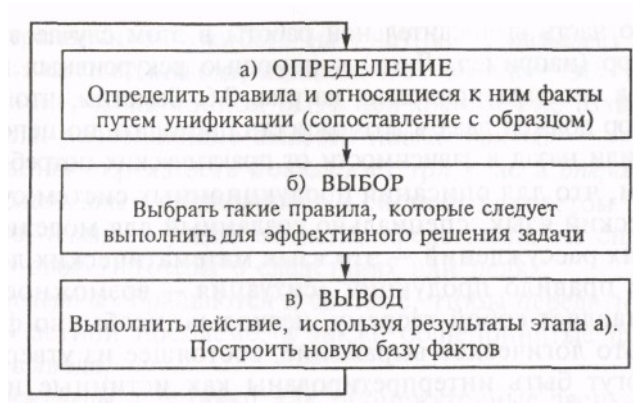 а) ОПРЕДЕЛЕНИЕ
Определить правила и относящиеся к ним факты
путем унификации (сопоставление с образцом)
б) ВЫБОР
Выбрать такие правила, которые следует
выполнить для эффективного решения задачи
в) ВЫВОД
Выполнить действие, используя результаты этапа а).
Построить новую базу фактов